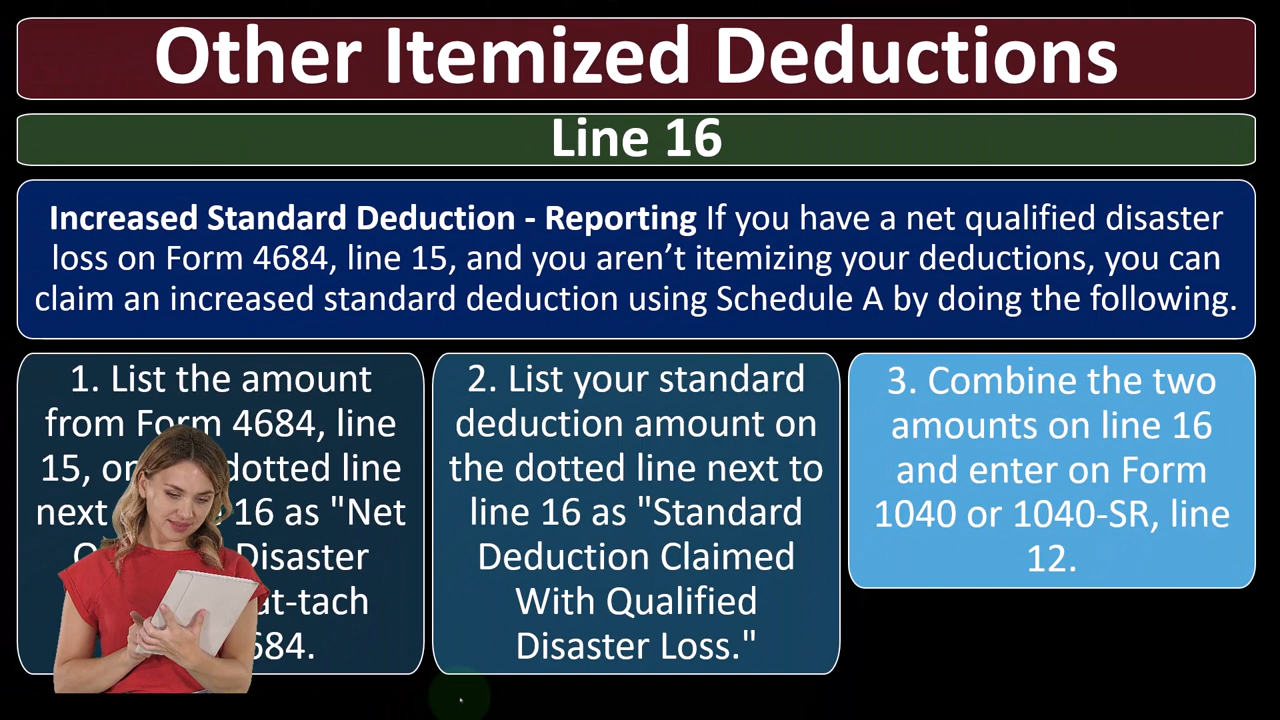 Other Itemized Deductions
Line 16
Increased Standard Deduction - Reporting If you have a net qualified disaster
loss on Form 4684, line 15, and you aren't itemizing your deductions, you can
claim an increased standard deduction using Schedule A by doing the following.
1. List the amount
from Form 4684, line
15, dotted line
next 16 as "Net
Disaster
at-tach
684.
2. List your standard
deduction amount on
the dotted line next to
line 16 as "Standard
Deduction Claimed
With Qualified
Disaster Loss."
3. Combine the two
amounts on line 16
and enter on Form
1040 or 1040-SR, line
12.